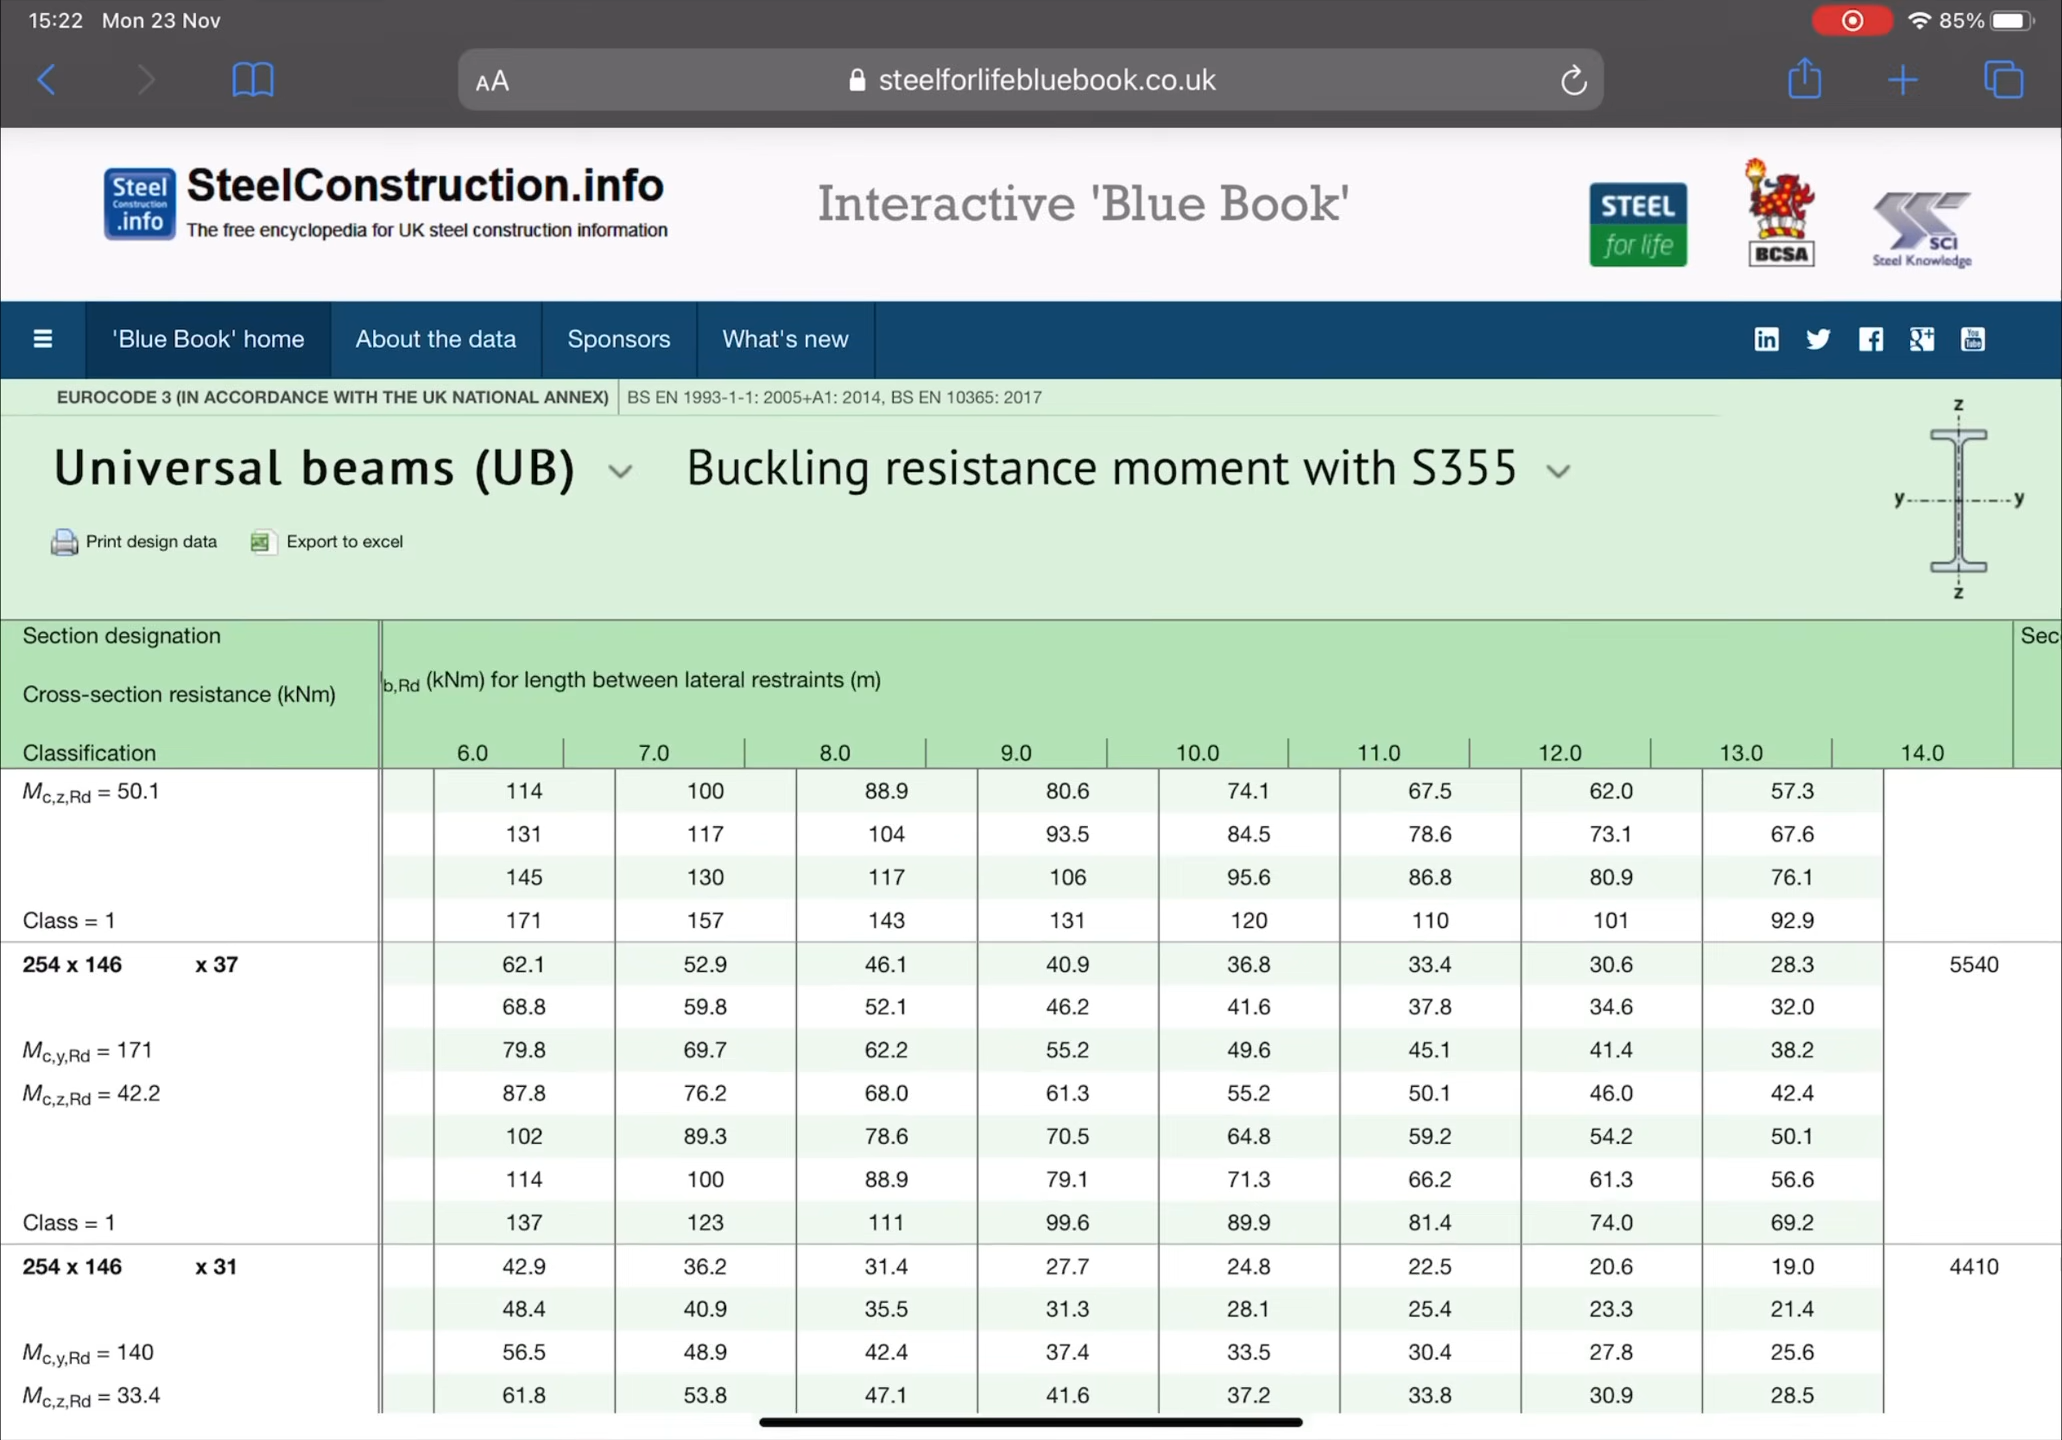 15:22 Mon 23 Nov 85%
AA steelforlifebluebook.co.uk
Steel Construction .info
SteelConstruction.info
The free encyclopedia for UK steel construction information
Interactive 'Blue Book'
STEEL for life
BCSA
SCI
Steel Knowledge
'Blue Book' home About the data Sponsors What's new
EUROCODE 3 (IN ACCORDANCE WITH THE UK NATIONAL ANNEX) BS EN 1993-1-1: 2005+A1: 2014, BS EN 10365: 2017
Universal beams (UB) Buckling resistance moment with S355
Print design data Export to excel
z
y y
z
Section designation Sec
Cross-section resistance (kNm) b,Rd (kNm) for length between lateral restraints (m)
Classification 6.0 7.0 8.0 9.0 10.0 11.0 12.0 13.0 14.0
Mc,z,Rd = 50.1 114 100 88.9 80.6 74.1 67.5 62.0 57.3
131 117 104 93.5 84.5 78.6 73.1 67.6
145 130 117 106 95.6 86.8 80.9 76.1
Class = 1 171 157 143 131 120 110 101 92.9
254 x 146 x 37 62.1 52.9 46.1 40.9 36.8 33.4 30.6 28.3 5540
68.8 59.8 52.1 46.2 41.6 37.8 34.6 32.0
Mc,y,Rd = 171 79.8 69.7 62.2 55.2 49.6 45.1 41.4 38.2
Mc,z,Rd = 42.2 87.8 76.2 68.0 61.3 55.2 50.1 46.0 42.4
102 89.3 78.6 70.5 64.8 59.2 54.2 50.1
114 100 88.9 79.1 71.3 66.2 61.3 56.6
Class = 1 137 123 111 99.6 89.9 81.4 74.0 69.2
254 x 146 x 31 42.9 36.2 31.4 27.7 24.8 22.5 20.6 19.0 4410
48.4 40.9 35.5 31.3 28.1 25.4 23.3 21.4
Mc,y,Rd = 140 56.5 48.9 42.4 37.4 33.5 30.4 27.8 25.6
Mc,z,Rd = 33.4 61.8 53.8 47.1 41.6 37.2 33.8 30.9 28.5